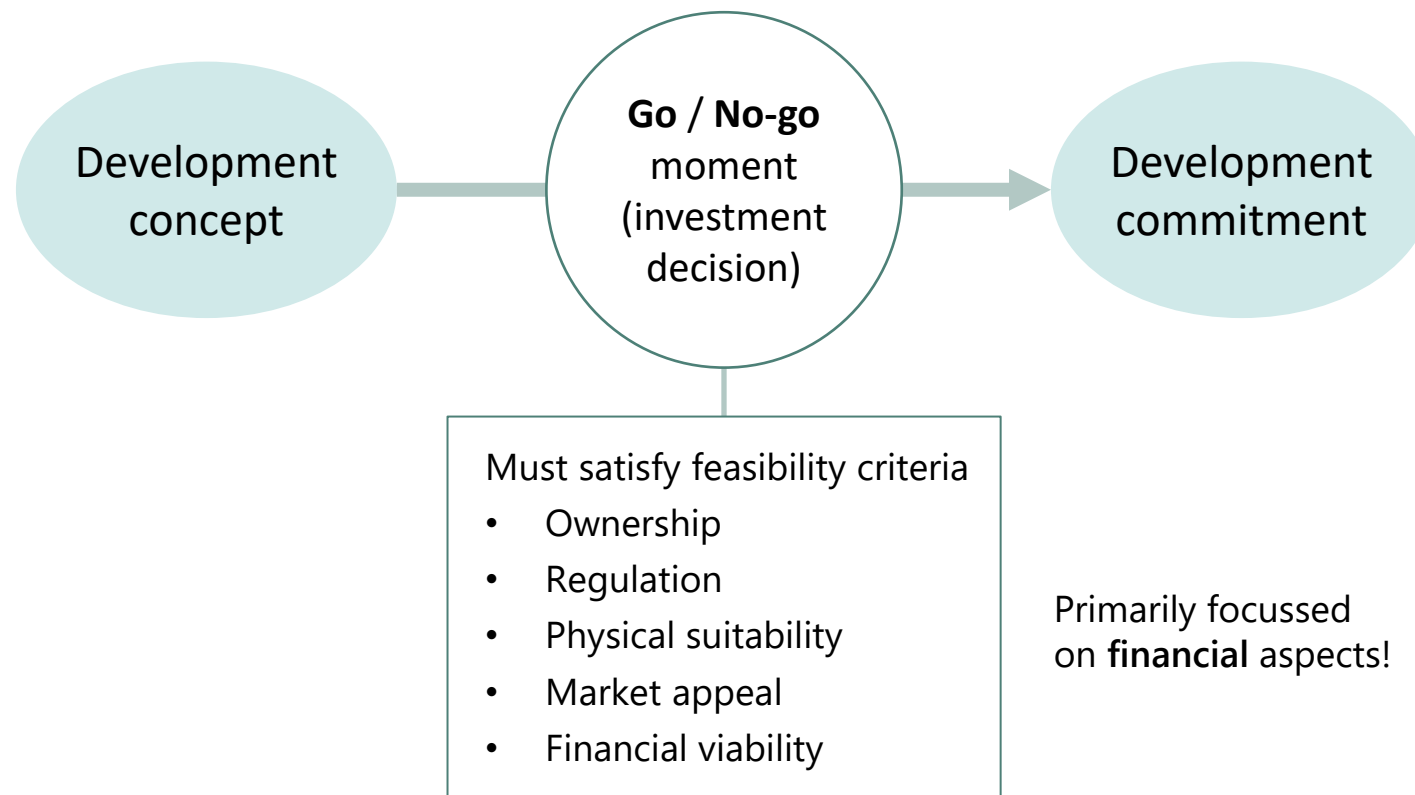 Development
concept
Go / No-go
moment
(investment
decision)
Development
commitment
Must satisfy feasibility criteria
• Ownership
• Regulation
• Physical suitability
• Market appeal
• Financial viability
Primarily focussed
on financial aspects!